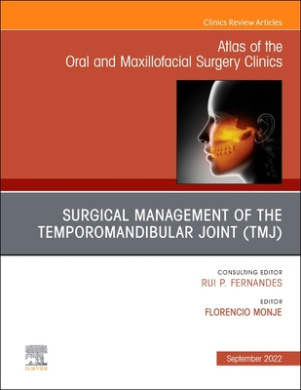 Clinics Review Articles
Atlas of the
Oral and Maxillofacial Surgery Clinics
SURGICAL MANAGEMENT OF THE
TEMPOROMANDIBULAR JOINT (TMJ)
CONSULTING EDITOR
RUI P. FERNANDES
EDITOR
FLORENCIO MONJE
ELSEVIER
September 2022